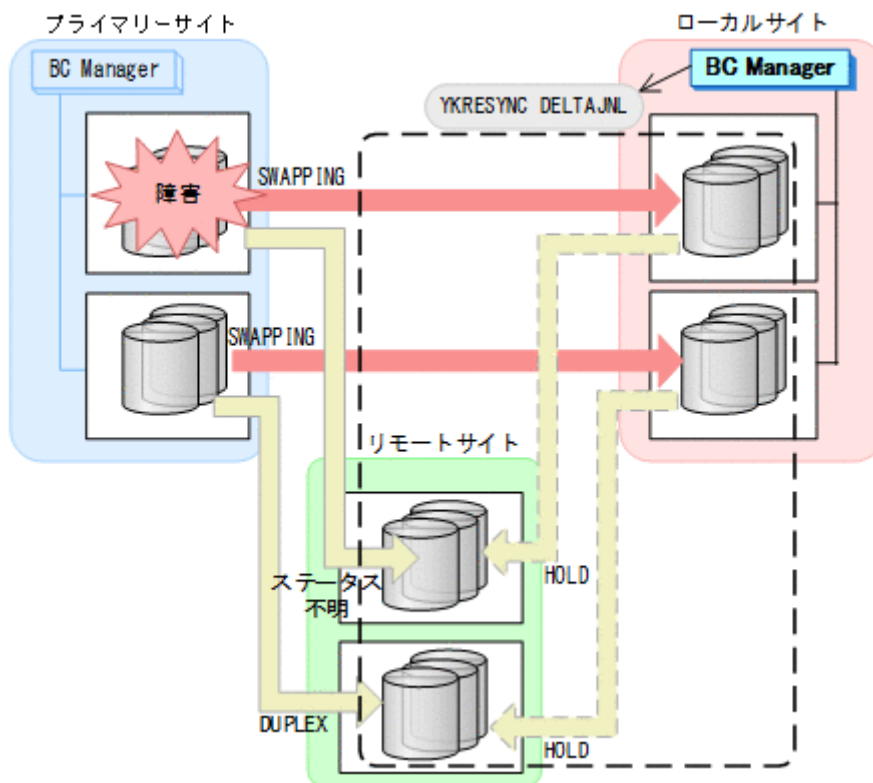 プライマリーサイト
ローカルサイト
BC Manager
BC Manager
YKRESYNC DELTAJNL
障害
SWAPPING
SWAPPING
リモートサイト
ステータス
不明
HOLD
DUPLEX
HOLD